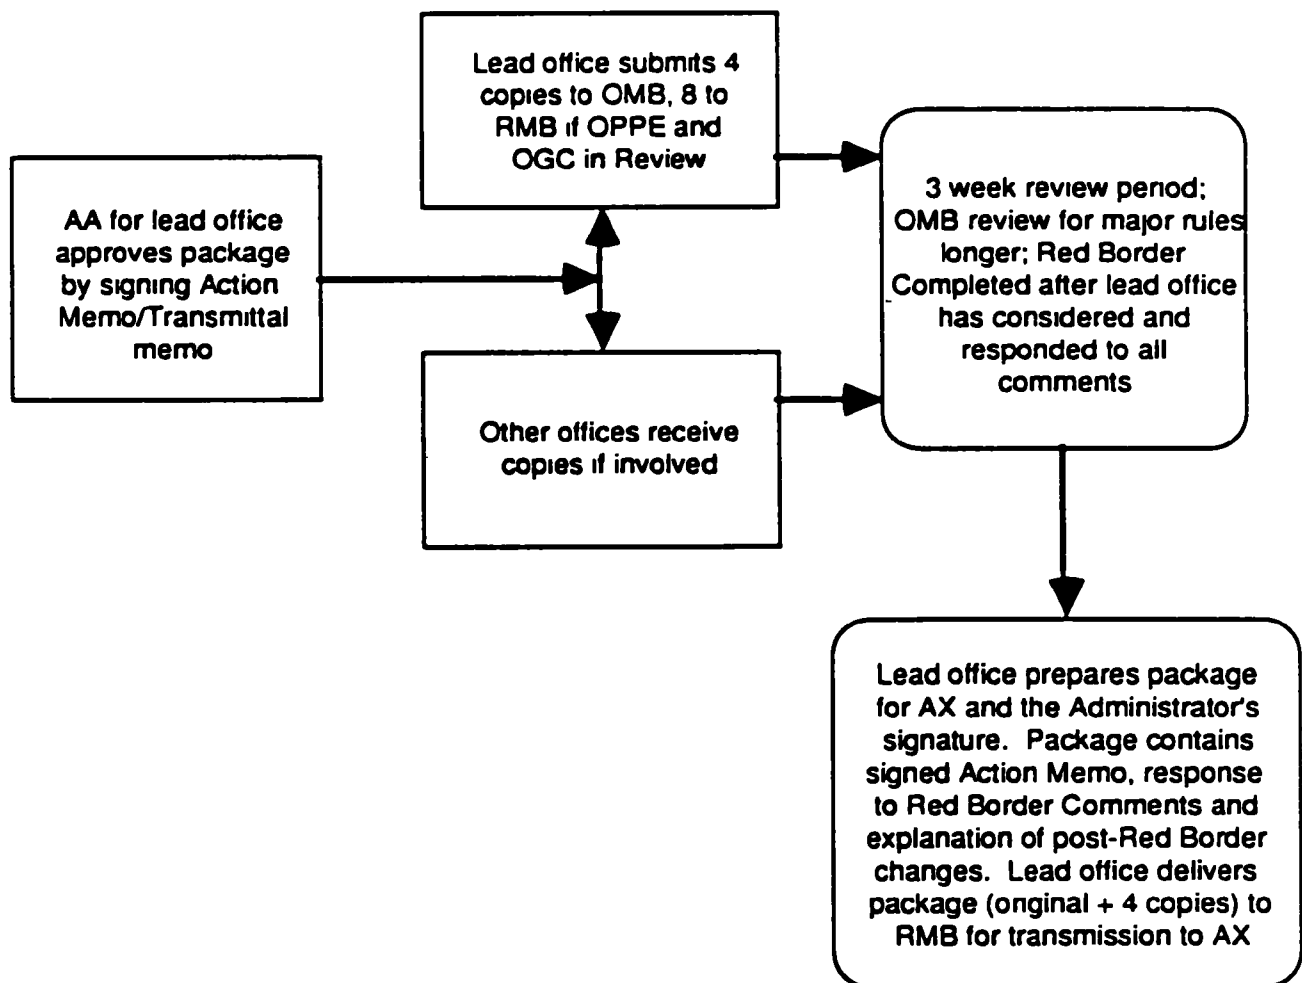 AA for lead office
approves package
by signing Action
Memo/Transmittal
memo
Lead office submits 4
copies to OMB, 8 to
RMB if OPPE and
OGC in Review
Other offices receive
copies if involved
3 week review period;
OMB review for major rules
longer; Red Border
Completed after lead office
has considered and
responded to all
comments
Lead office prepares package
for AX and the Administrator's
signature. Package contains
signed Action Memo, response
to Red Border Comments and
explanation of post-Red Border
changes. Lead office delivers
package (original + 4 copies) to
RMB for transmission to AX